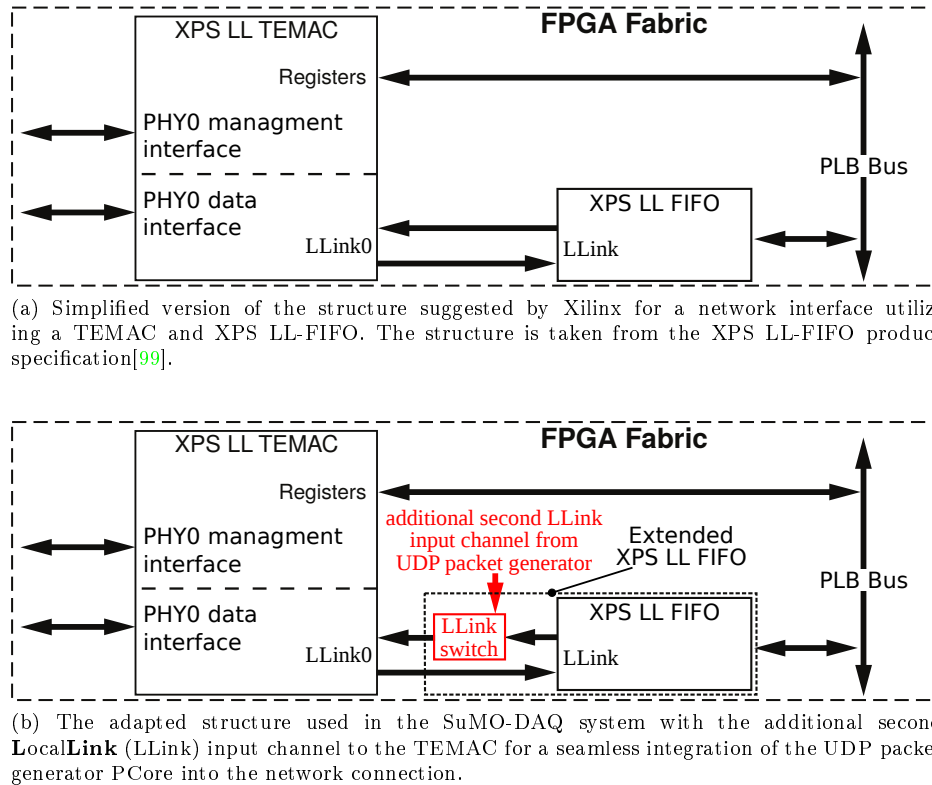 XPS LL TEMAC
FPGA Fabric
Registers
PHY0 managment
interface
PLB Bus
PHY0 data
interface
XPS LL FIFO
LLink0
LLink
(a) Simplified version of the structure suggested by Xilinx for a network interface utiliz
ing a TEMAC and XPS LL-FIFO. The structure is taken from the XPS LL-FIFO produc
specification[99].
XPS LL TEMAC
FPGA Fabric
Registers
additional second LLink
input channel from
UDP packet generator
Extended
XPS LL FIFO
PHY0 managment
interface
PLB Bus
PHY0 data
interface
XPS LL FIFO
LLink
switch
LLink0
LLink
(b) The adapted structure used in the SuMO-DAQ system with the additional secon
LocalLink (LLink) input channel to the TEMAC for a seamless integration of the UDP packe
generator PCore into the network connection.